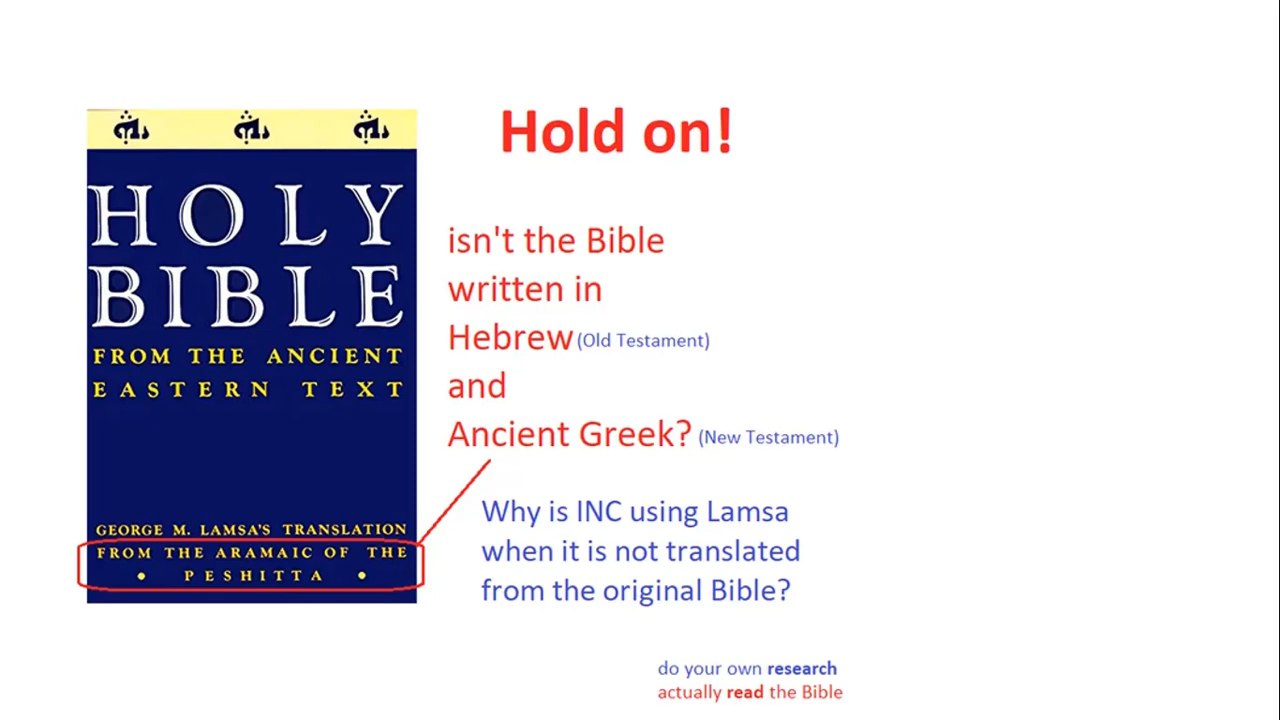 HOLY
BIBLE
FROM THE ANCIENT
EASTERN TEXT
GEORGE M. LAMSA'S TRANSLATION
FROM THE ARAMAIC OF THE
• PESHITTA •
Hold on!
isn't the Bible
written in
Hebrew (Old Testament)
and
Ancient Greek? (New Testament)
Why is INC using Lamsa
when it is not translated
from the original Bible?
do your own research
actually read the Bible